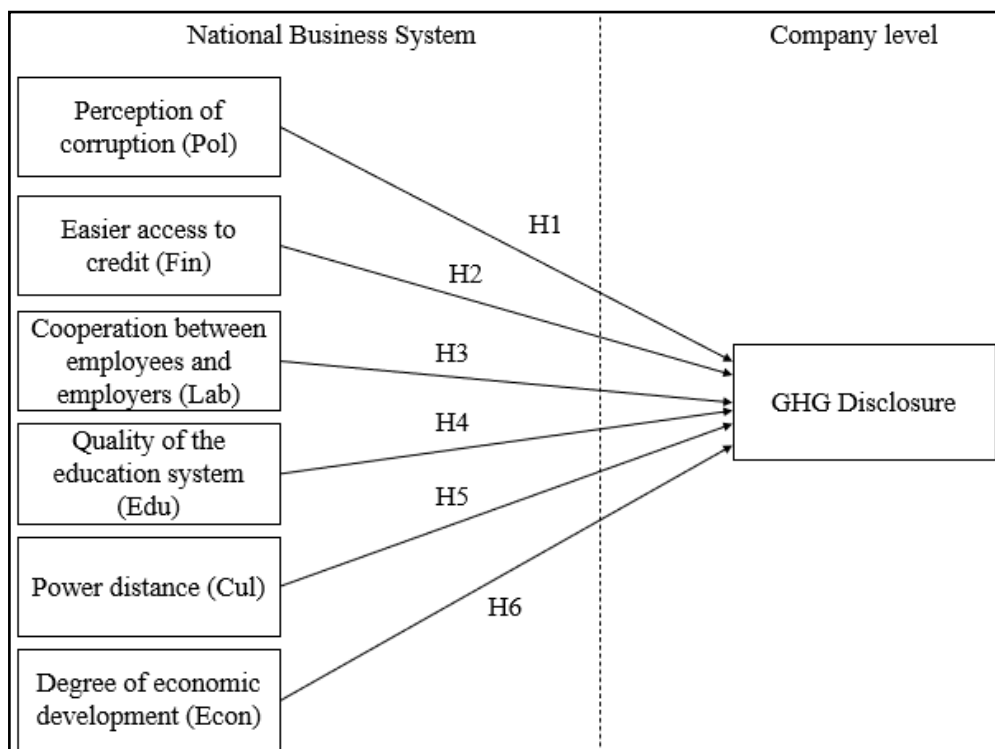 National Business System
Company level
Perception of
corruption (Pol)
Easier access to
credit (Fin)
Cooperation between
employees and
employers (Lab)
Quality of the
education system
(Edu)
Power distance (Cul)
Degree of economic
development (Econ)
H1
H2
H3
H4
H5
H6
GHG Disclosure